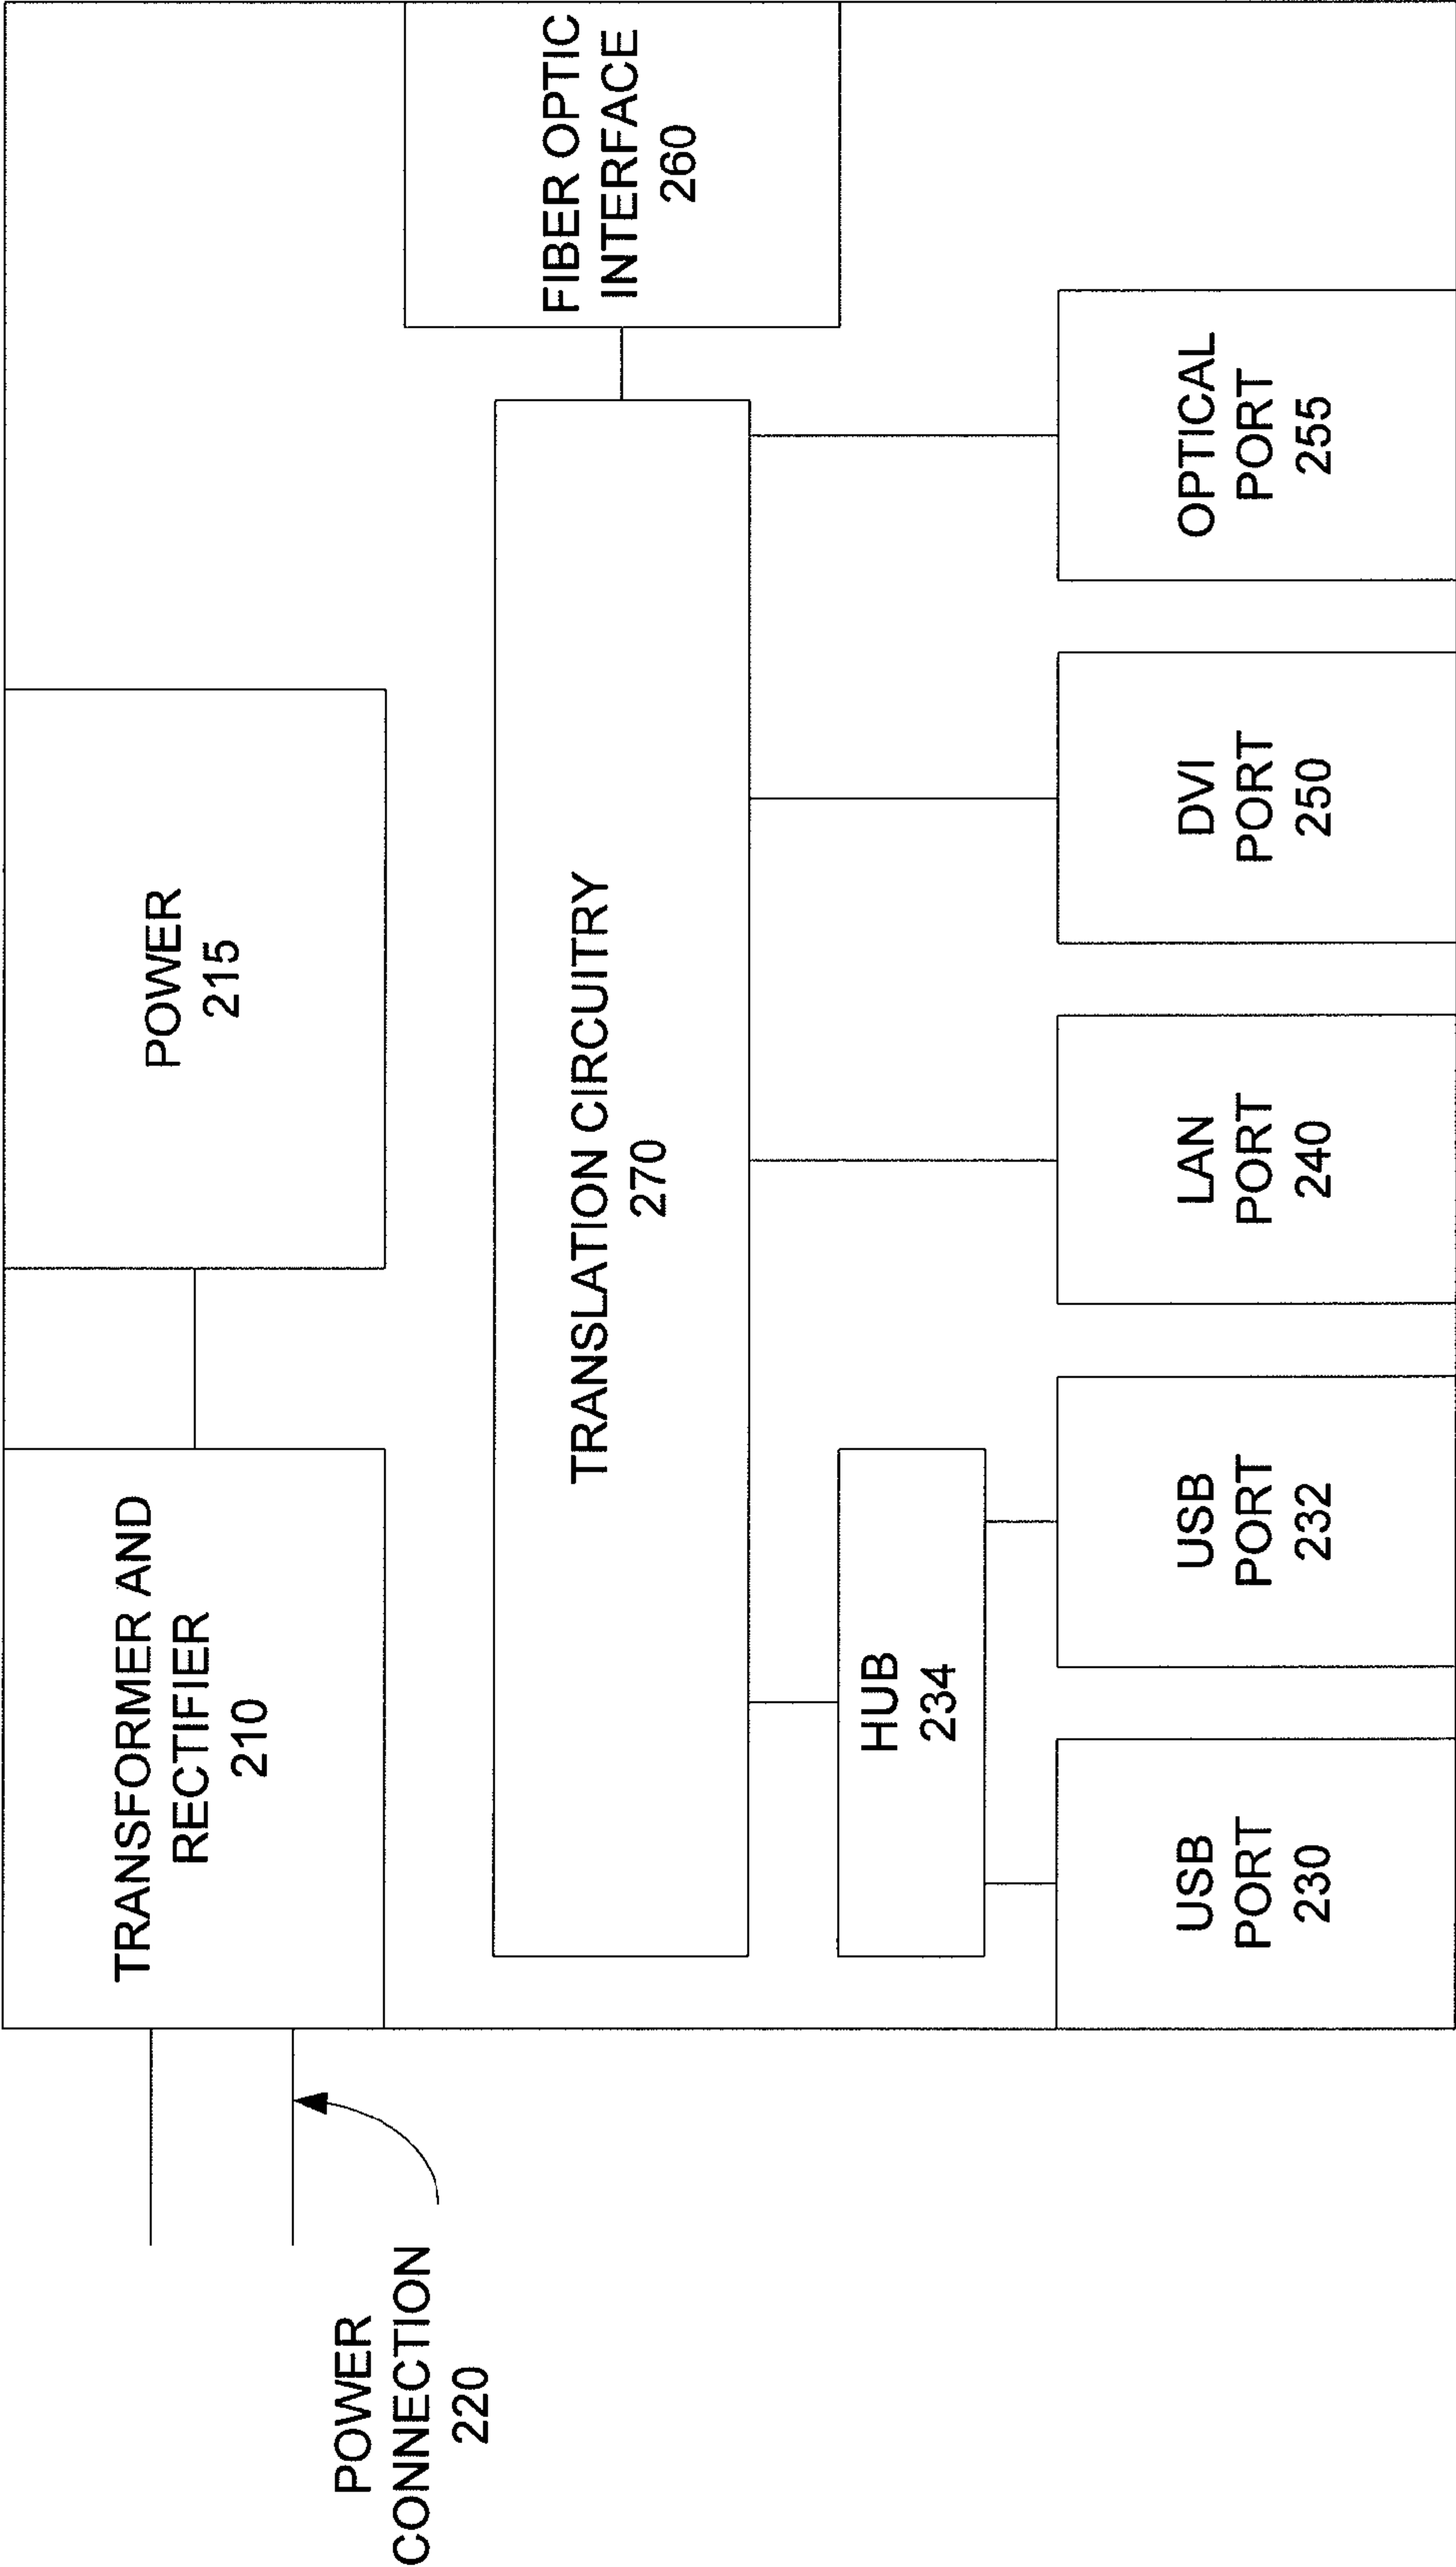 POWER
CONNECTION
220
TRANSFORMER AND
RECTIFIER
210
POWER
215
TRANSLATION CIRCUITRY
270
FIBER OPTIC
INTERFACE
260
HUB
234
USB
PORT
230
USB
PORT
232
LAN
PORT
240
DVI
PORT
250
OPTICAL
PORT
255